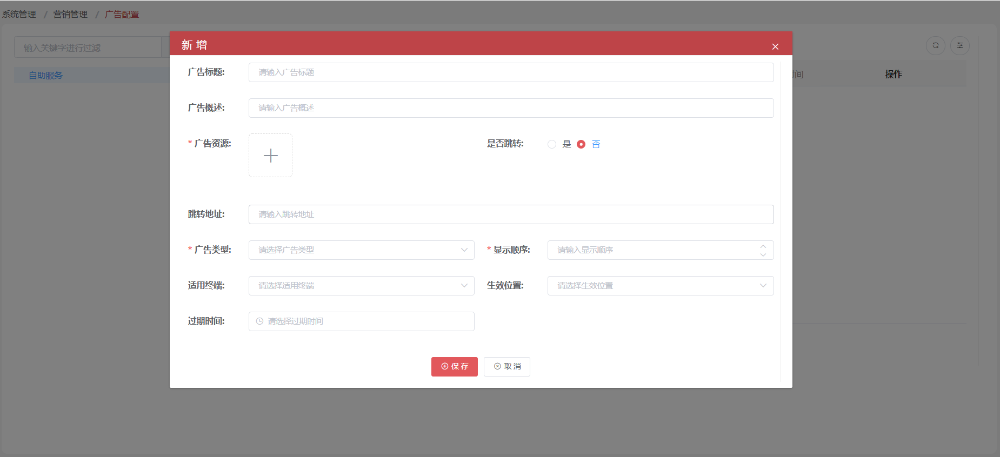 系统管理 / 营销管理 / 广告配置
输入关键字进行过滤
自助服务
时间
操作
新增
广告标题: 请输入广告标题
广告概述: 请输入广告概述
* 广告资源:
是否跳转: 是 否
跳转地址: 请输入跳转地址
* 广告类型: 请选择广告类型
* 显示顺序: 请输入显示顺序
适用终端: 请选择适用终端
生效位置: 请选择生效位置
过期时间: 请选择过期时间
保存 取消